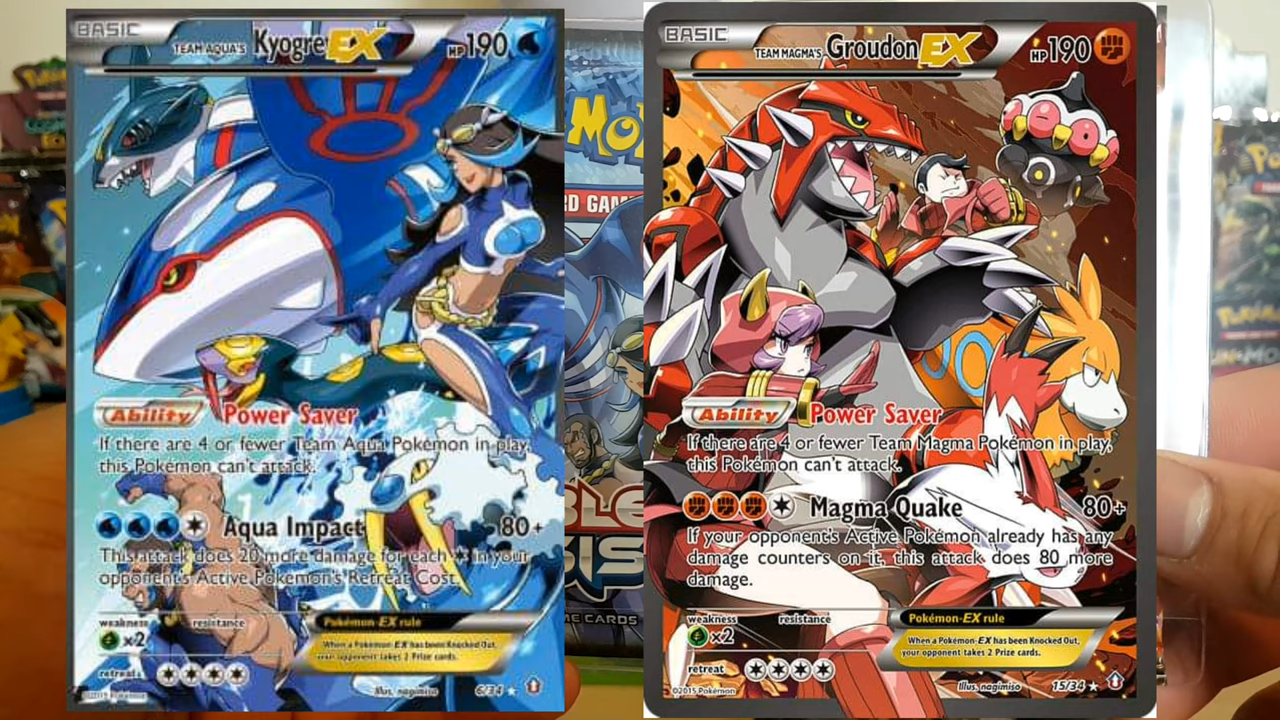 BASIC
TEAM AQUA'S Kyogre EX HP190
Ability Power Saver
If there are 4 or fewer Team Aqua Pokémon in play,
this Pokémon can't attack.
Aqua Impact 80+
This attack does 20 more damage for each in your
opponent's Active Pokémon's Retreat Cost.
weakness resistance
×2
Pokémon-EX rule
When a Pokémon-EX has been Knocked Out,
your opponent takes 2 Prize cards.
retreat
©2015 Pokémon Illus. nagimiso 6/34
BASIC
TEAM MAGMA'S Groudon EX HP190
Ability Power Saver
If there are 4 or fewer Team Magma Pokémon in play,
this Pokémon can't attack.
Magma Quake 80+
If your opponent's Active Pokémon already has any
damage counters on it, this attack does 80 more
damage.
weakness resistance
×2
Pokémon-EX rule
When a Pokémon-EX has been Knocked Out,
your opponent takes 2 Prize cards.
retreat
©2015 Pokémon Illus. nagimiso 15/34